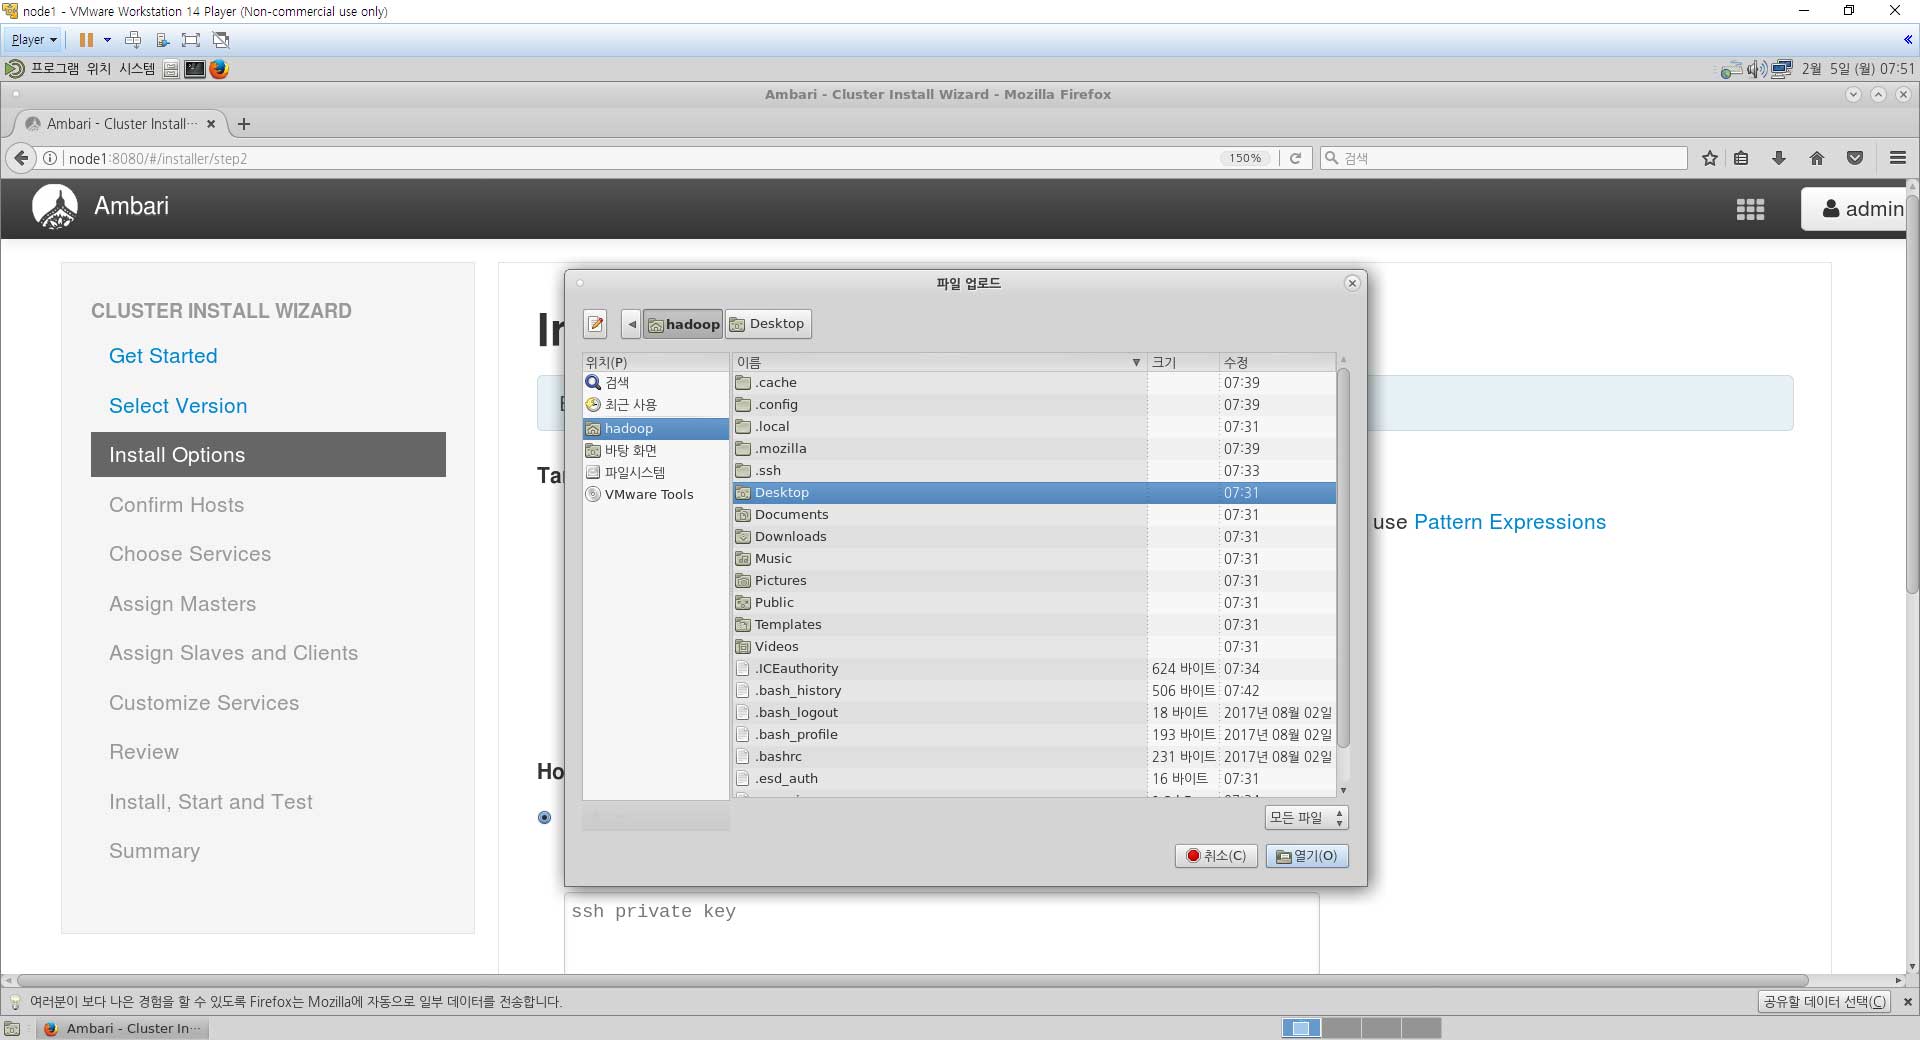 node1 - VMware Workstation 14 Player (Non-commercial use only)
Player
프로그램 위치 시스템
2월 5일 (월) 07:51
Ambari - Cluster Install Wizard - Mozilla Firefox
Ambari - Cluster Install…
node1:8080/#/installer/step2
150%
검색
Ambari
admin
CLUSTER INSTALL WIZARD
Get Started
Select Version
Install Options
Confirm Hosts
Choose Services
Assign Masters
Assign Slaves and Clients
Customize Services
Review
Install, Start and Test
Summary
파일 업로드
hadoop
Desktop
위치(P)
검색
최근 사용
hadoop
바탕 화면
파일시스템
VMware Tools
이름 크기 수정
.cache 07:39
.config 07:39
.local 07:31
.mozilla 07:39
.ssh 07:33
Desktop 07:31
Documents 07:31
Downloads 07:31
Music 07:31
Pictures 07:31
Public 07:31
Templates 07:31
Videos 07:31
.ICEauthority 624 바이트 07:34
.bash_history 506 바이트 07:42
.bash_logout 18 바이트 2017년 08월 02일
.bash_profile 193 바이트 2017년 08월 02일
.bashrc 231 바이트 2017년 08월 02일
.esd_auth 16 바이트 07:31
모든 파일
취소(C)
열기(O)
use Pattern Expressions
ssh private key
여러분이 보다 나은 경험을 할 수 있도록 Firefox는 Mozilla에 자동으로 일부 데이터를 전송합니다.
공유할 데이터 선택(C)
Ambari - Cluster In…